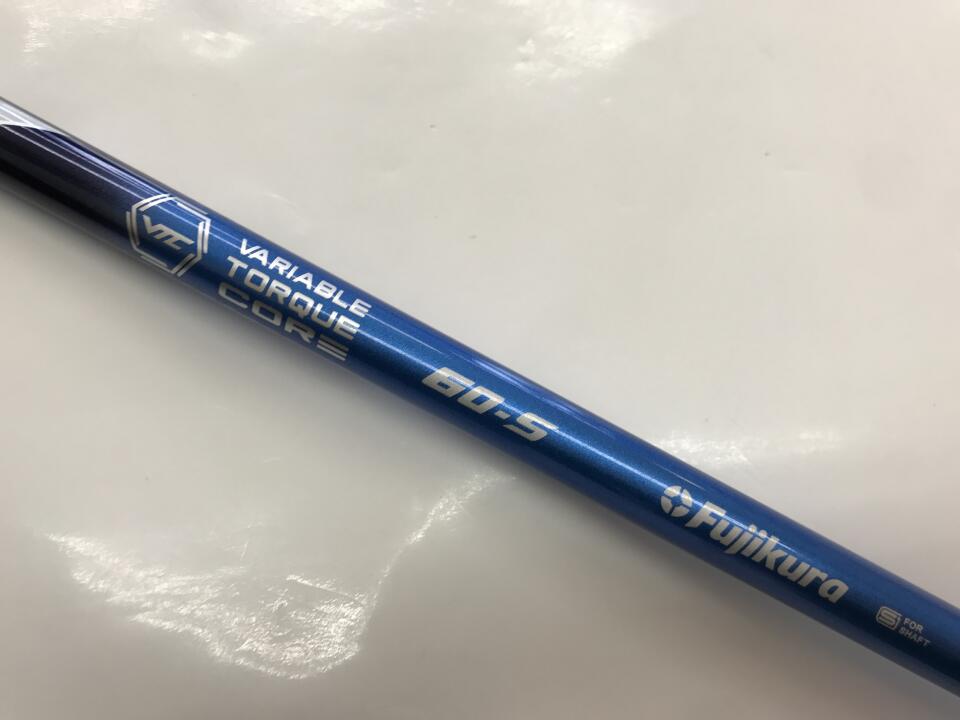 VTC
VARIABLE
TORQUE
CORE
60-S
Fujikura
S FOR
SHAFT